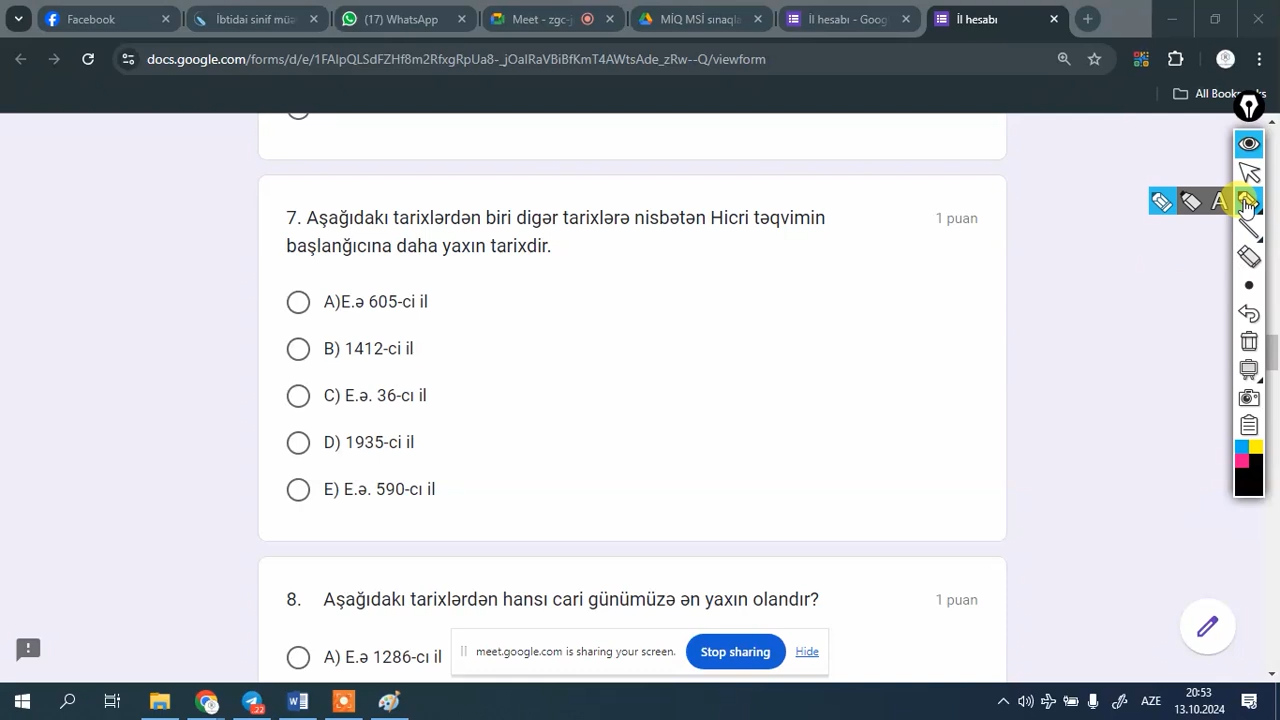 Facebook
İbtidai sinif müə
(17) WhatsApp
Meet - zgc-
MİQ MSİ sınaqla
İl hesabı - Goog
İl hesabı
docs.google.com/forms/d/e/1FAIpQLSdFZHf8m2RfxgRpUa8-_jOalRaVBiBfKmT4AWtsAde_zRw--Q/viewform
All Bookmarks
7. Aşağıdakı tarixlərdən biri digər tarixlərə nisbətən Hicri təqvimin
başlanğıcına daha yaxın tarixdir.
1 puan
A)E.ə 605-ci il
B) 1412-ci il
C) E.ə. 36-cı il
D) 1935-ci il
E) E.ə. 590-cı il
8. Aşağıdakı tarixlərdən hansı cari günümüzə ən yaxın olandır?
1 puan
A) E.ə 1286-cı il
meet.google.com is sharing your screen.
Stop sharing
Hide
A
22
AZE
20:53
13.10.2024